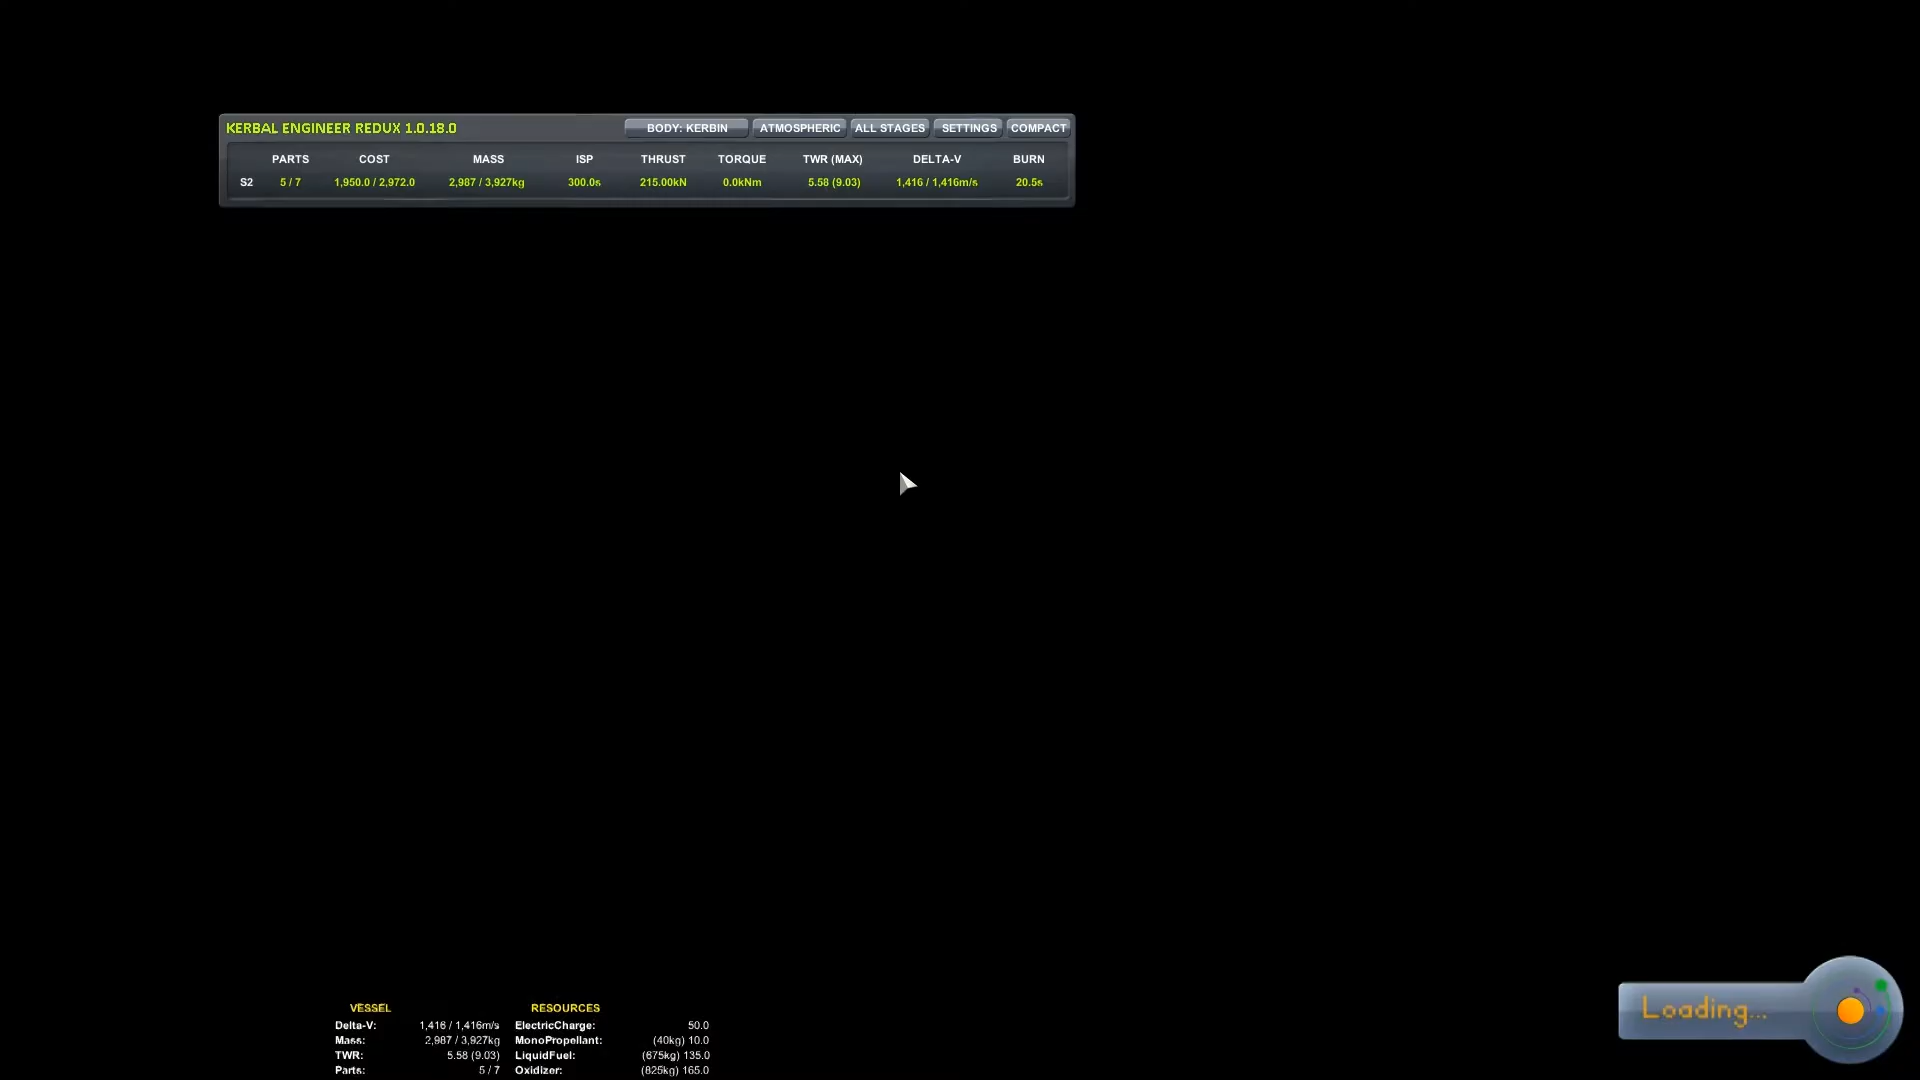 KERBAL ENGINEER REDUX 1.0.18.0 BODY: KERBIN ATMOSPHERIC ALL STAGES SETTINGS COMPACT
PARTS COST MASS ISP THRUST TORQUE TWR (MAX) DELTA-V BURN
S2 5 / 7 1,950.0 / 2,972.0 2,987 / 3,927kg 300.0s 215.00kN 0.0kNm 5.58 (9.03) 1,416 / 1,416m/s 20.5s
VESSEL RESOURCES
Delta-V: 1,416 / 1,416m/s ElectricCharge: 50.0
Mass: 2,987 / 3,927kg MonoPropellant: (40kg) 10.0
TWR: 5.58 (9.03) LiquidFuel: (675kg) 135.0
Parts: 5 / 7 Oxidizer: (825kg) 165.0
Loading...